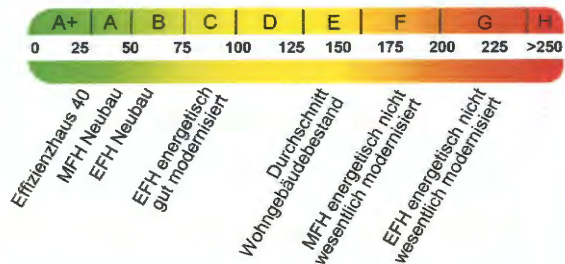 A+ A B C D E F G H
0 25 50 75 100 125 150 175 200 225 >250
Effizienzhaus 40
MFH Neubau
EFH Neubau
EFH energetisch
gut modernisiert
Durchschnitt
Wohngebäudebestand
MFH energetisch nicht
wesentlich modernisiert
EFH energetisch nicht
wesentlich modernisiert